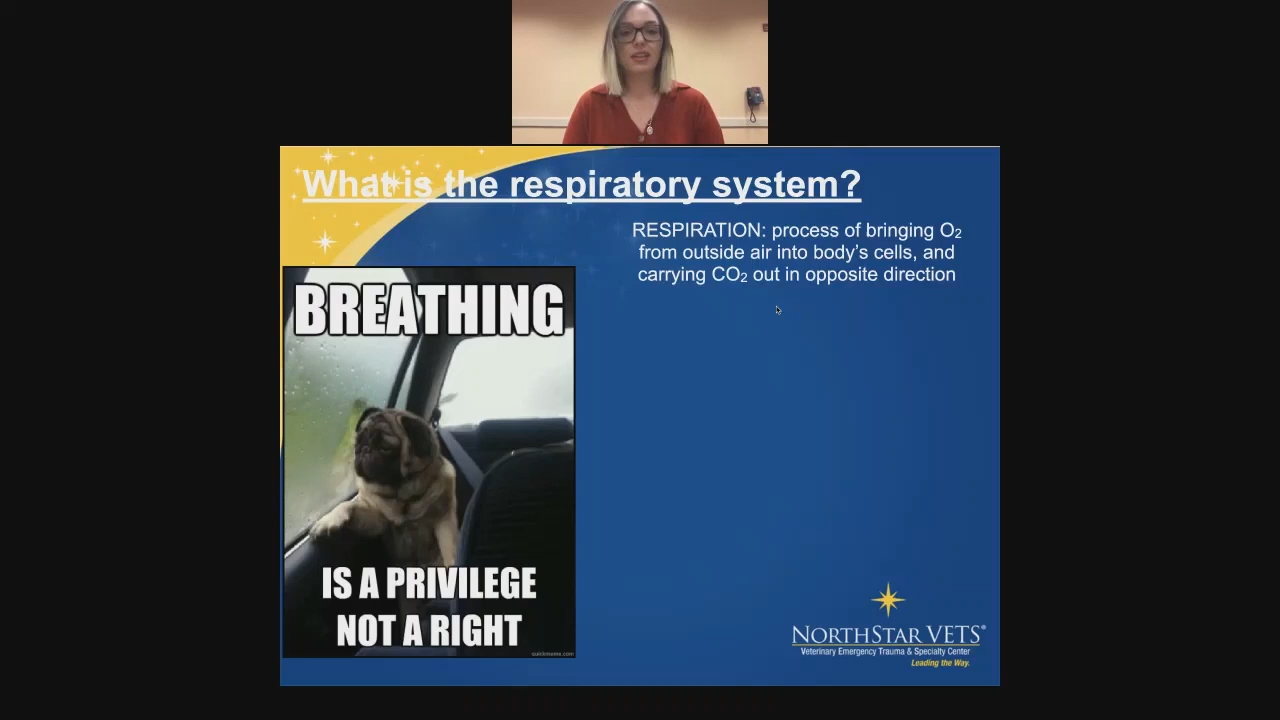 What is the respiratory system?
RESPIRATION: process of bringing O₂
from outside air into body's cells, and
carrying CO₂ out in opposite direction
BREATHING
IS A PRIVILEGE
NOT A RIGHT
quickmeme.com
NORTHSTAR VETS®
Veterinary Emergency Trauma & Specialty Center
Leading the Way.